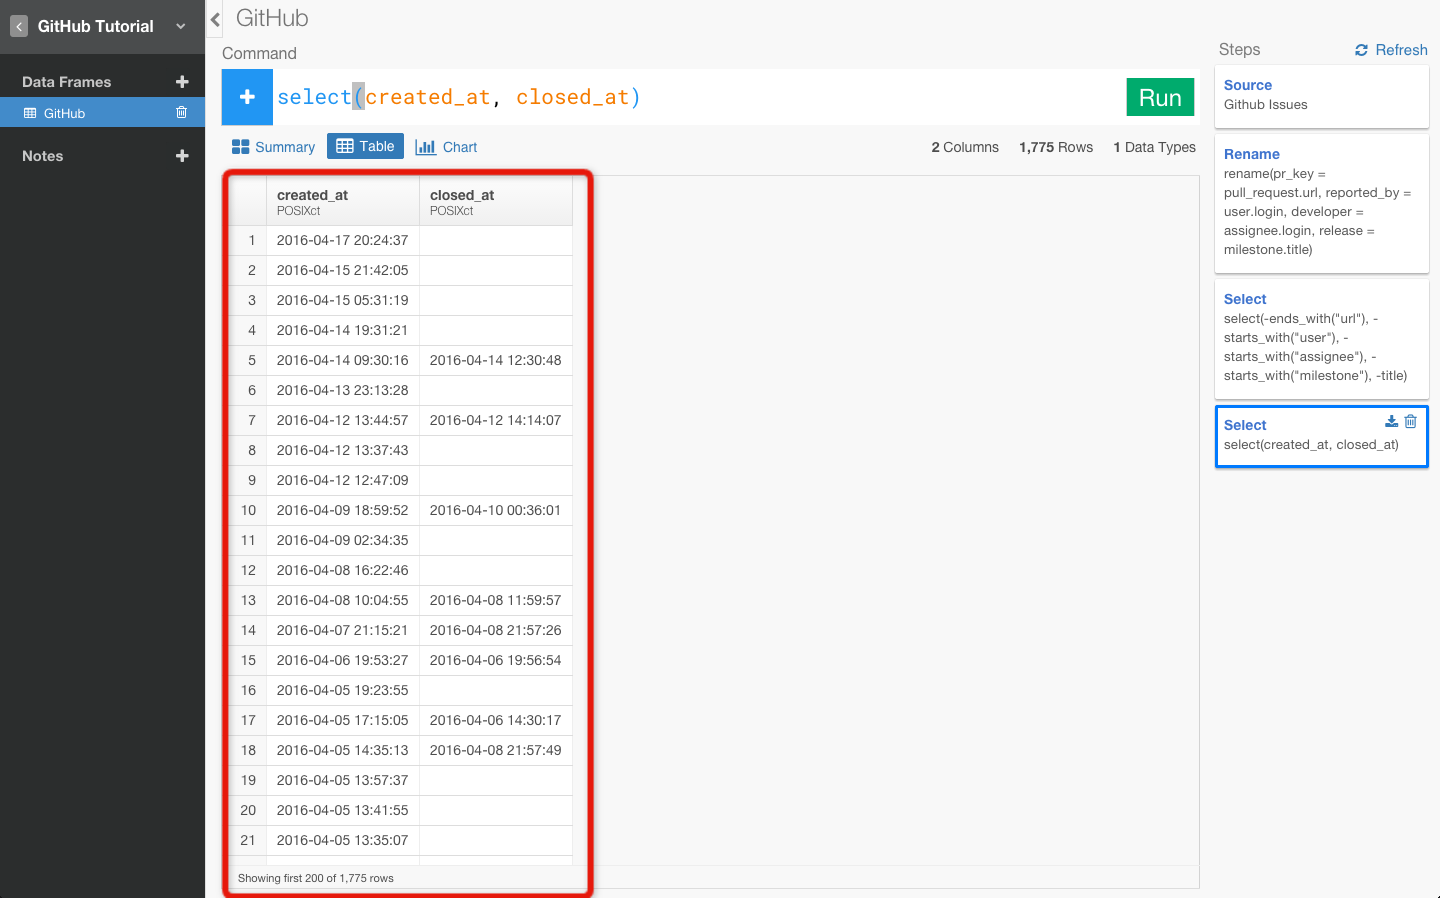 GitHub Tutorial
Data Frames
GitHub
Notes
GitHub
Command
select(created_at, closed_at)
Run
Summary
Table
Chart
2 Columns 1,775 Rows 1 Data Types
created_at closed_at
POSIXct POSIXct
1 2016-04-17 20:24:37
2 2016-04-15 21:42:05
3 2016-04-15 05:31:19
4 2016-04-14 19:31:21
5 2016-04-14 09:30:16 2016-04-14 12:30:48
6 2016-04-13 23:13:28
7 2016-04-12 13:44:57 2016-04-12 14:14:07
8 2016-04-12 13:37:43
9 2016-04-12 12:47:09
10 2016-04-09 18:59:52 2016-04-10 00:36:01
11 2016-04-09 02:34:35
12 2016-04-08 16:22:46
13 2016-04-08 10:04:55 2016-04-08 11:59:57
14 2016-04-07 21:15:21 2016-04-08 21:57:26
15 2016-04-06 19:53:27 2016-04-06 19:56:54
16 2016-04-05 19:23:55
17 2016-04-05 17:15:05 2016-04-06 14:30:17
18 2016-04-05 14:35:13 2016-04-08 21:57:49
19 2016-04-05 13:57:37
20 2016-04-05 13:41:55
21 2016-04-05 13:35:07
Showing first 200 of 1,775 rows
Steps
Refresh
Source
Github Issues
Rename
rename(pr_key =
pull_request.url, reported_by =
user.login, developer =
assignee.login, release =
milestone.title)
Select
select(-ends_with("url"), -
starts_with("user"), -
starts_with("assignee"), -
starts_with("milestone"), -title)
Select
select(created_at, closed_at)